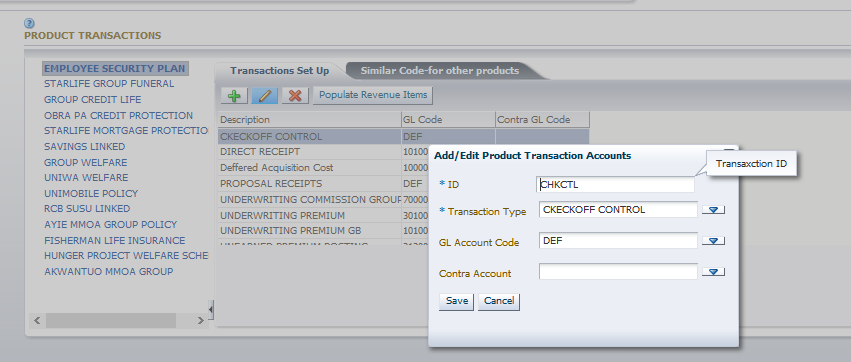 PRODUCT TRANSACTIONS
EMPLOYEE SECURITY PLAN
STARLIFE GROUP FUNERAL
GROUP CREDIT LIFE
OBRA PA CREDIT PROTECTION
STARLIFE MORTGAGE PROTECTIO
SAVINGS LINKED
GROUP WELFARE
UNIWA WELFARE
UNIMOBILE POLICY
RCB SUSU LINKED
AYIE MMOA GROUP POLICY
FISHERMAN LIFE INSURANCE
HUNGER PROJECT WELFARE SCHE
AKWANTUO MMOA GROUP
Transactions Set Up Similar Code-for other products
Populate Revenue Items
Description GL Code Contra GL Code
CKECKOFF CONTROL DEF
DIRECT RECEIPT 10100
Deffered Acquisition Cost 10000
PROPOSAL RECEIPTS DEF
UNDERWRITING COMMISSION GROUP 70000
UNDERWRITING PREMIUM 30100
UNDERWRITING PREMIUM GB 10100
Add/Edit Product Transaction Accounts
Transaxction ID
* ID CHKCTL
* Transaction Type CKECKOFF CONTROL
GL Account Code DEF
Contra Account
Save Cancel